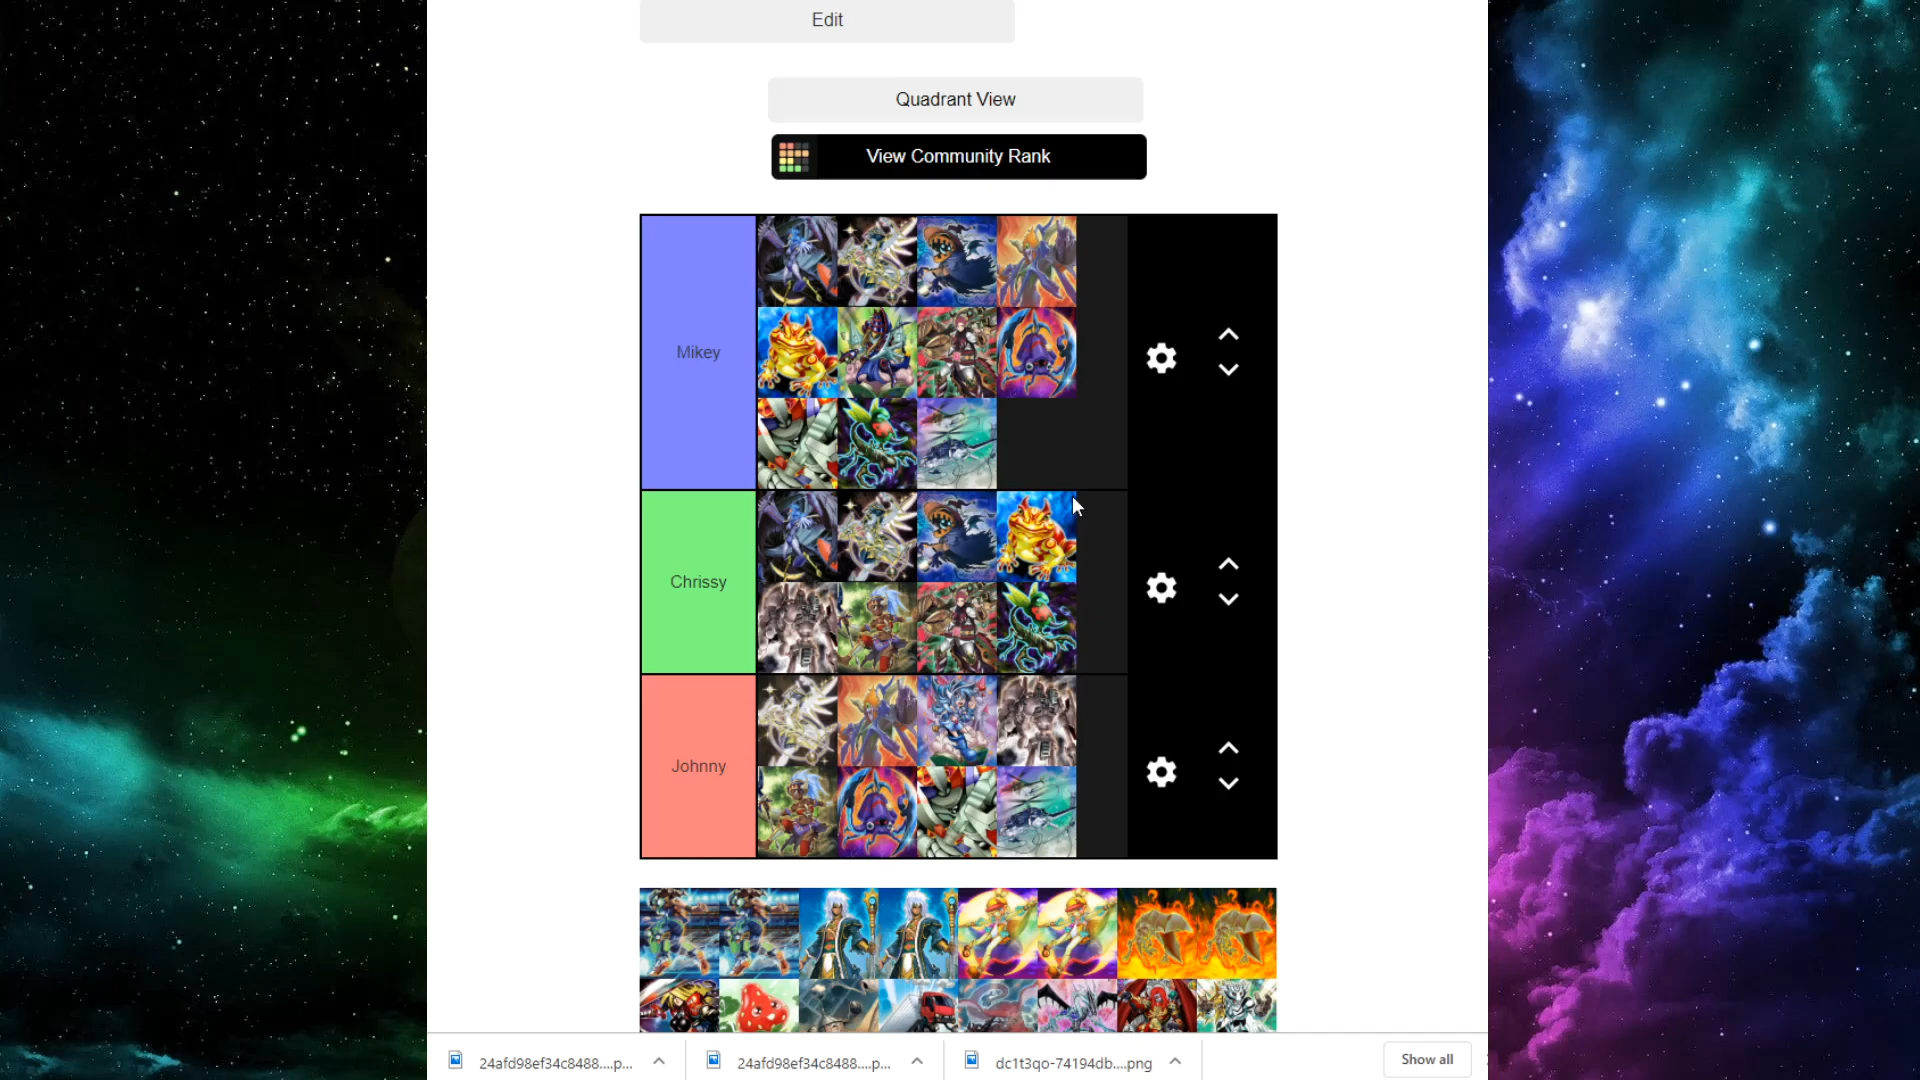 Edit
Quadrant View
View Community Rank
Mikey
Chrissy
Johnny
24afd98ef34c8488....p...
24afd98ef34c8488....p...
dc1t3qo-74194db....png
Show all